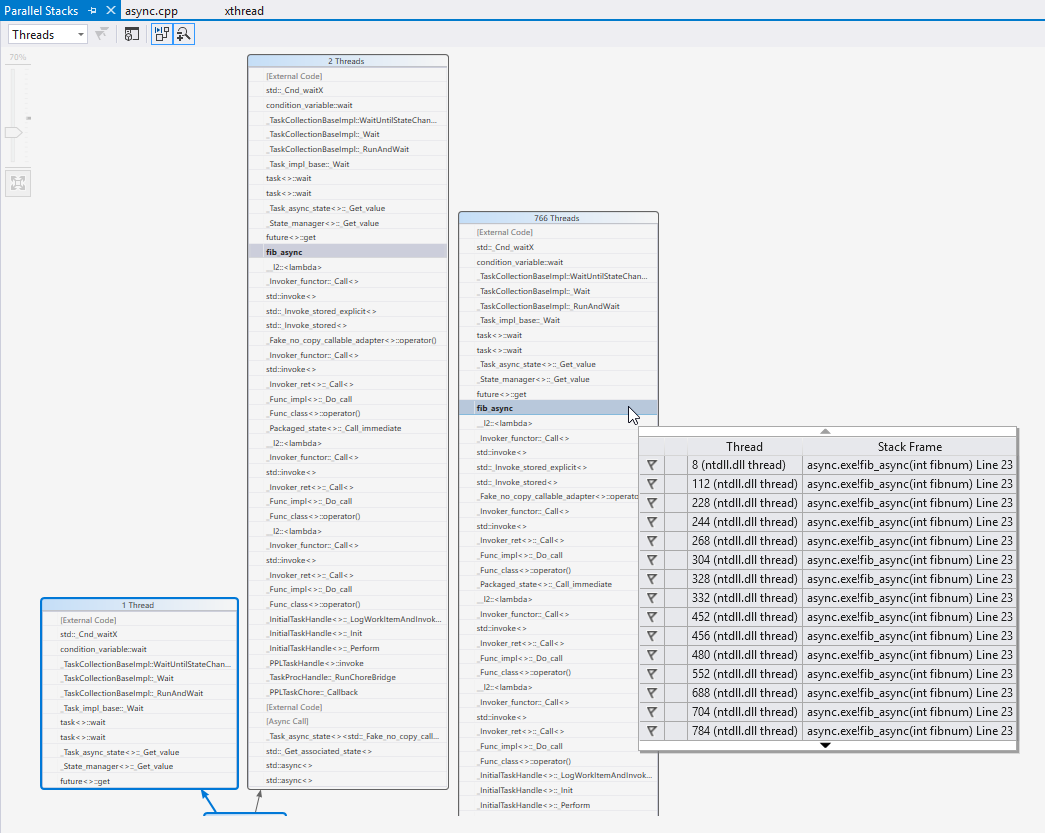 Parallel Stacks
async.cpp
xthread
Threads
70%
2 Threads
[External Code]
std::_Cnd_waitX
condition_variable::wait
_TaskCollectionBaseImpl::WaitUntilStateChan...
_TaskCollectionBaseImpl::_Wait
_TaskCollectionBaseImpl::_RunAndWait
_Task_impl_base::_Wait
task<>::wait
task<>::wait
_Task_async_state<>::_Get_value
_State_manager<>::_Get_value
future<>::get
fib_async
__l2::<lambda>
_Invoker_functor::_Call<>
std::invoke<>
std::_Invoke_stored_explicit<>
std::_Invoke_stored<>
_Fake_no_copy_callable_adapter<>::operator()
_Invoker_functor::_Call<>
std::invoke<>
_Invoker_ret<>::_Call<>
_Func_impl<>::_Do_call
_Func_class<>::operator()
_Packaged_state<>::_Call_immediate
__l2::<lambda>
_Invoker_functor::_Call<>
std::invoke<>
_Invoker_ret<>::_Call<>
_Func_impl<>::_Do_call
_Func_class<>::operator()
__l2::<lambda>
_Invoker_functor::_Call<>
std::invoke<>
_Invoker_ret<>::_Call<>
_Func_impl<>::_Do_call
_Func_class<>::operator()
_InitialTaskHandle<>::_LogWorkItemAndInvok...
_InitialTaskHandle<>::_Init
_InitialTaskHandle<>::_Perform
_PPLTaskHandle<>::invoke
_TaskProcHandle::_RunChoreBridge
_PPLTaskChore::_Callback
[External Code]
[Async Call]
_Task_async_state<><std::_Fake_no_copy_call...
std::_Get_associated_state<>
std::async<>
std::async<>
766 Threads
[External Code]
std::_Cnd_waitX
condition_variable::wait
_TaskCollectionBaseImpl::WaitUntilStateChan...
_TaskCollectionBaseImpl::_Wait
_TaskCollectionBaseImpl::_RunAndWait
_Task_impl_base::_Wait
task<>::wait
task<>::wait
_Task_async_state<>::_Get_value
_State_manager<>::_Get_value
future<>::get
fib_async
__l2::<lambda>
_Invoker_functor::_Call<>
std::invoke<>
std::_Invoke_stored_explicit<>
std::_Invoke_stored<>
_Fake_no_copy_callable_adapter<>::operato
_Invoker_functor::_Call<>
std::invoke<>
_Invoker_ret<>::_Call<>
_Func_impl<>::_Do_call
_Func_class<>::operator()
_Packaged_state<>::_Call_immediate
__l2::<lambda>
_Invoker_functor::_Call<>
std::invoke<>
_Invoker_ret<>::_Call<>
_Func_impl<>::_Do_call
_Func_class<>::operator()
__l2::<lambda>
_Invoker_functor::_Call<>
std::invoke<>
_Invoker_ret<>::_Call<>
_Func_impl<>::_Do_call
_Func_class<>::operator()
_InitialTaskHandle<>::_LogWorkItemAndInvok...
_InitialTaskHandle<>::_Init
_InitialTaskHandle<>::_Perform
Thread Stack Frame
8 (ntdll.dll thread) async.exe!fib_async(int fibnum) Line 23
112 (ntdll.dll thread) async.exe!fib_async(int fibnum) Line 23
228 (ntdll.dll thread) async.exe!fib_async(int fibnum) Line 23
244 (ntdll.dll thread) async.exe!fib_async(int fibnum) Line 23
268 (ntdll.dll thread) async.exe!fib_async(int fibnum) Line 23
304 (ntdll.dll thread) async.exe!fib_async(int fibnum) Line 23
328 (ntdll.dll thread) async.exe!fib_async(int fibnum) Line 23
332 (ntdll.dll thread) async.exe!fib_async(int fibnum) Line 23
452 (ntdll.dll thread) async.exe!fib_async(int fibnum) Line 23
456 (ntdll.dll thread) async.exe!fib_async(int fibnum) Line 23
480 (ntdll.dll thread) async.exe!fib_async(int fibnum) Line 23
552 (ntdll.dll thread) async.exe!fib_async(int fibnum) Line 23
688 (ntdll.dll thread) async.exe!fib_async(int fibnum) Line 23
704 (ntdll.dll thread) async.exe!fib_async(int fibnum) Line 23
784 (ntdll.dll thread) async.exe!fib_async(int fibnum) Line 23
1 Thread
[External Code]
std::_Cnd_waitX
condition_variable::wait
_TaskCollectionBaseImpl::WaitUntilStateChan...
_TaskCollectionBaseImpl::_Wait
_TaskCollectionBaseImpl::_RunAndWait
_Task_impl_base::_Wait
task<>::wait
task<>::wait
_Task_async_state<>::_Get_value
_State_manager<>::_Get_value
future<>::get